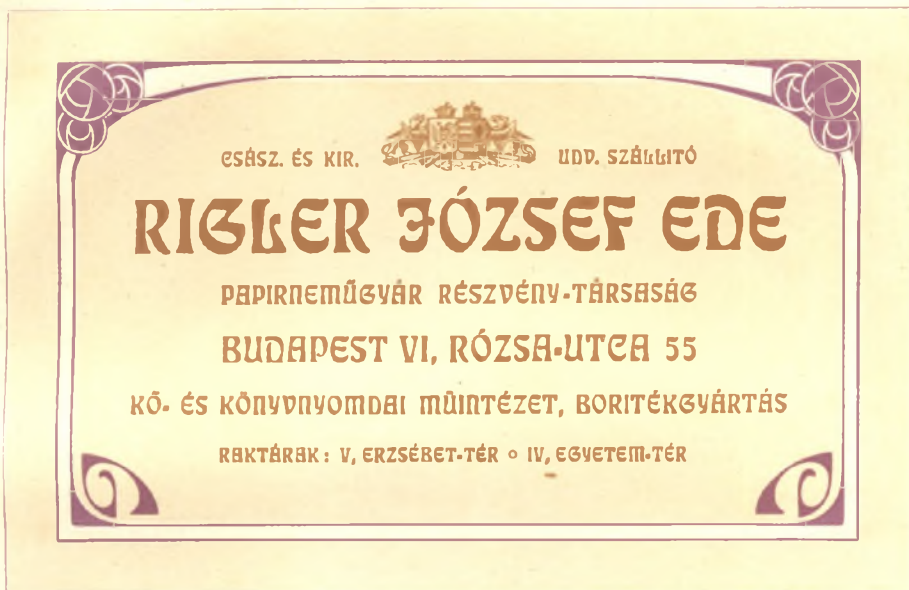 CSÁSZ. ÉS KIR. UDV. SZÁLLITÓ
RIGLER JÓZSEF EDE
PAPIRNEMŰGYÁR RÉSZVÉNY-TÁRSASÁG
BUDAPEST VI, RÓZSA-UTCA 55
KŐ- ÉS KÖNYVNYOMDAI MŰINTÉZET, BORITÉKGYÁRTÁS
RAKTÁRAK: V, ERZSÉBET-TÉR ∘ IV, EGYETEM-TÉR